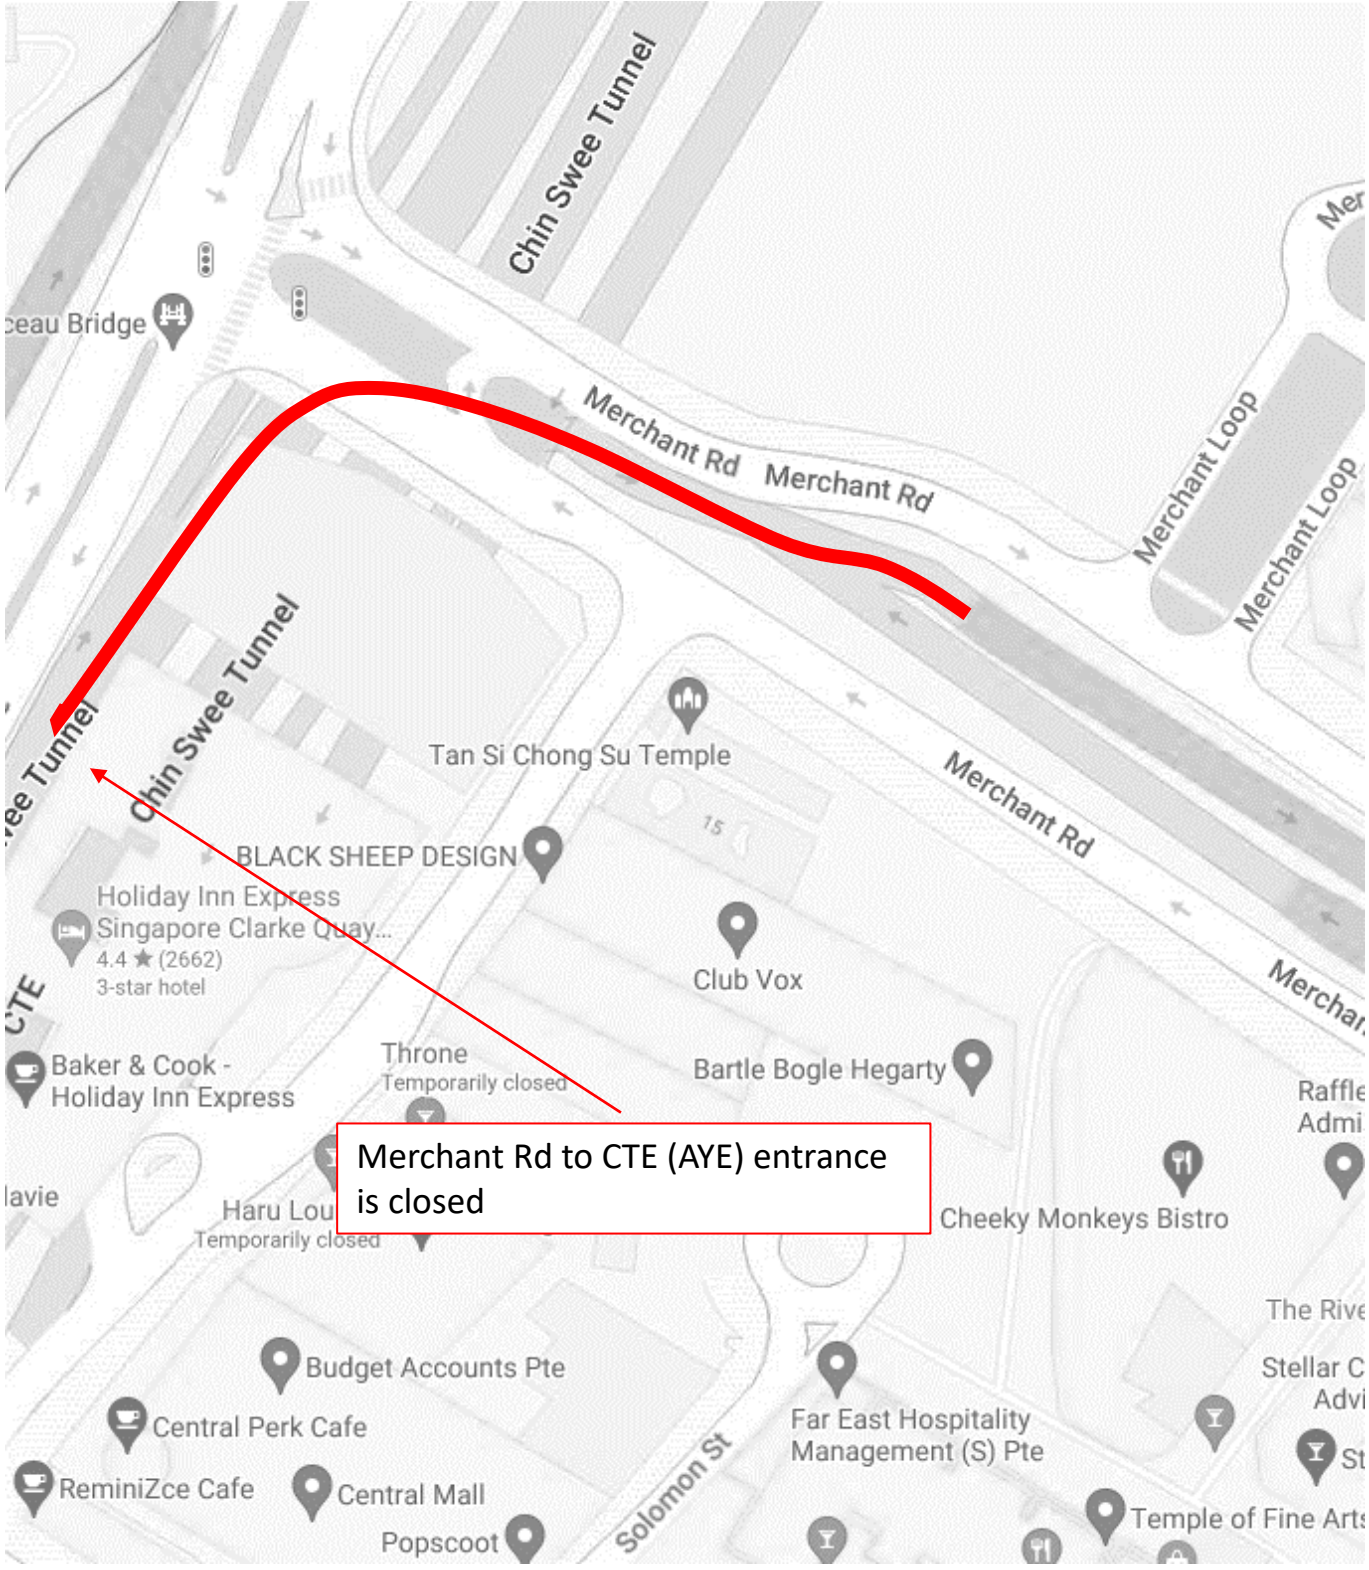 Chin Swee Tunnel
Mer
ceau Bridge
Merchant Rd
Merchant Rd
Merchant Loop
Merchant Loop
Chin Swee Tunnel
wee Tunnel
Tan Si Chong Su Temple
Merchant Rd
15
BLACK SHEEP DESIGN
Holiday Inn Express
Singapore Clarke Quay...
4.4 ★ (2662)
3-star hotel
Club Vox
Merchan
CTE
Throne
Temporarily closed
Baker & Cook -
Holiday Inn Express
Bartle Bogle Hegarty
Raffle
Admi
Merchant Rd to CTE (AYE) entrance
is closed
lavie
Haru Lou
Temporarily closed
Cheeky Monkeys Bistro
The Rive
Stellar C
Advi
Budget Accounts Pte
Central Perk Cafe
Far East Hospitality
Management (S) Pte
St
ReminiZce Cafe
Central Mall
Solomon St
Temple of Fine Arts
Popscoot